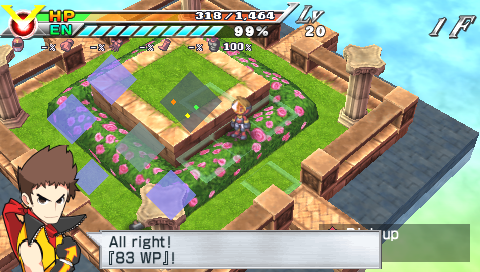 HP 318/1,464 Lv
EN 99% 20
1F
-% -% -% -% 100%
All right!
『83 WP』!
up